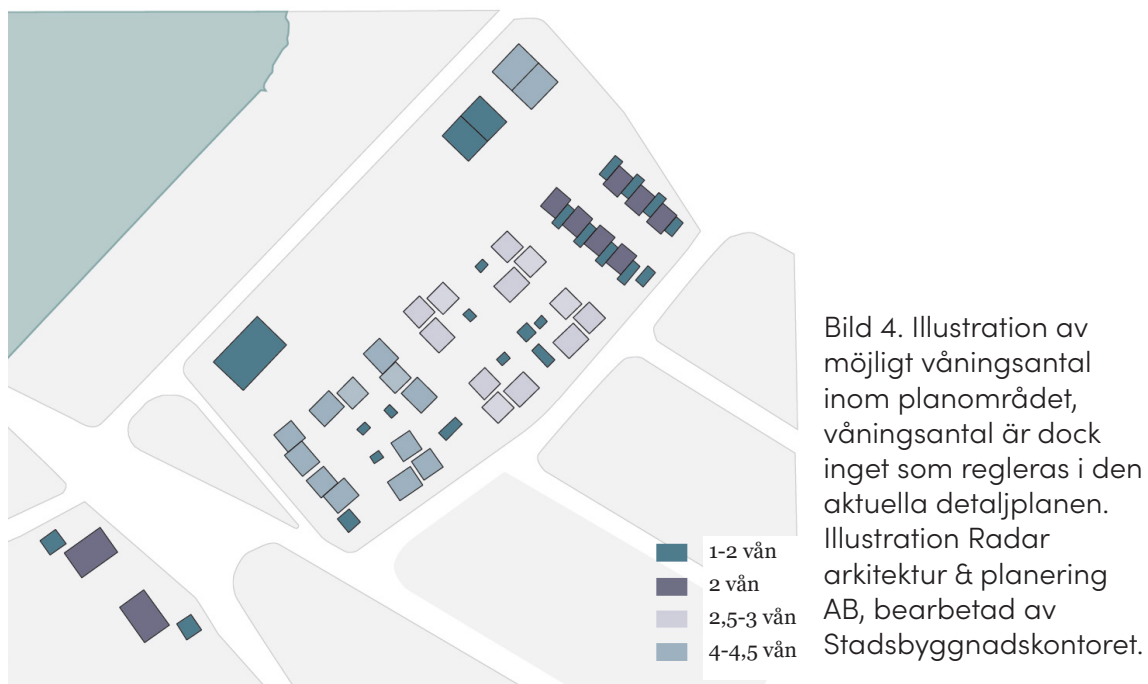 1-2 vån
2 vån
2,5-3 vån
4-4,5 vån
Bild 4. Illustration av
möjligt våningsantal
inom planområdet,
våningsantal är dock
inget som regleras i den
aktuella detaljplanen.
Illustration Radar
arkitektur & planering
AB, bearbetad av
Stadsbyggnadskontoret.